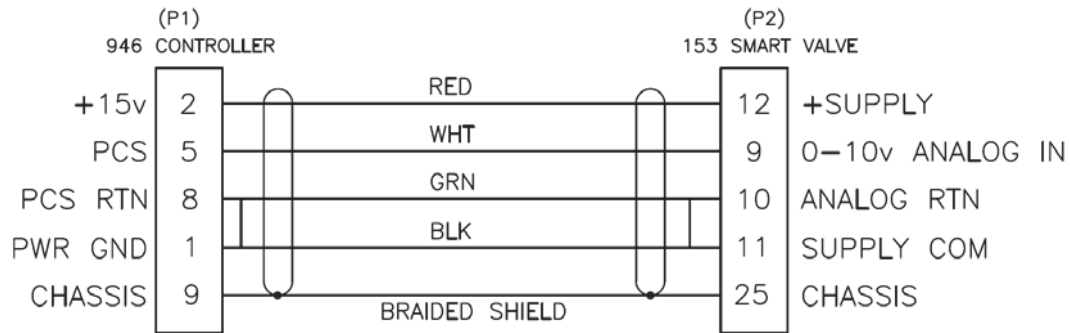 (P1) (P2)
946 CONTROLLER 153 SMART VALVE
+15v 2 RED 12 +SUPPLY
PCS 5 WHT 9 0-10v ANALOG IN
PCS RTN 8 GRN 10 ANALOG RTN
PWR GND 1 BLK 11 SUPPLY COM
CHASSIS 9 BRAIDED SHIELD 25 CHASSIS